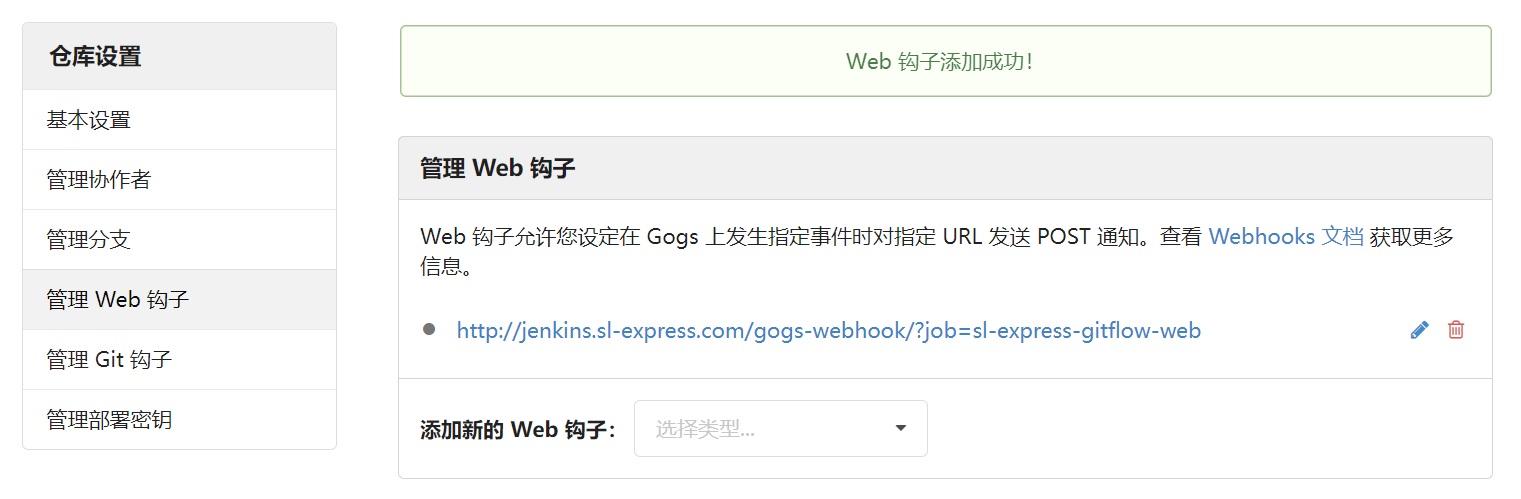 仓库设置
基本设置
管理协作者
管理分支
管理 Web 钩子
管理 Git 钩子
管理部署密钥
Web 钩子添加成功！
管理 Web 钩子
Web 钩子允许您设定在 Gogs 上发生指定事件时对指定 URL 发送 POST 通知。查看 Webhooks 文档 获取更多
信息。
http://jenkins.sl-express.com/gogs-webhook/?job=sl-express-gitflow-web
添加新的 Web 钩子：
选择类型...